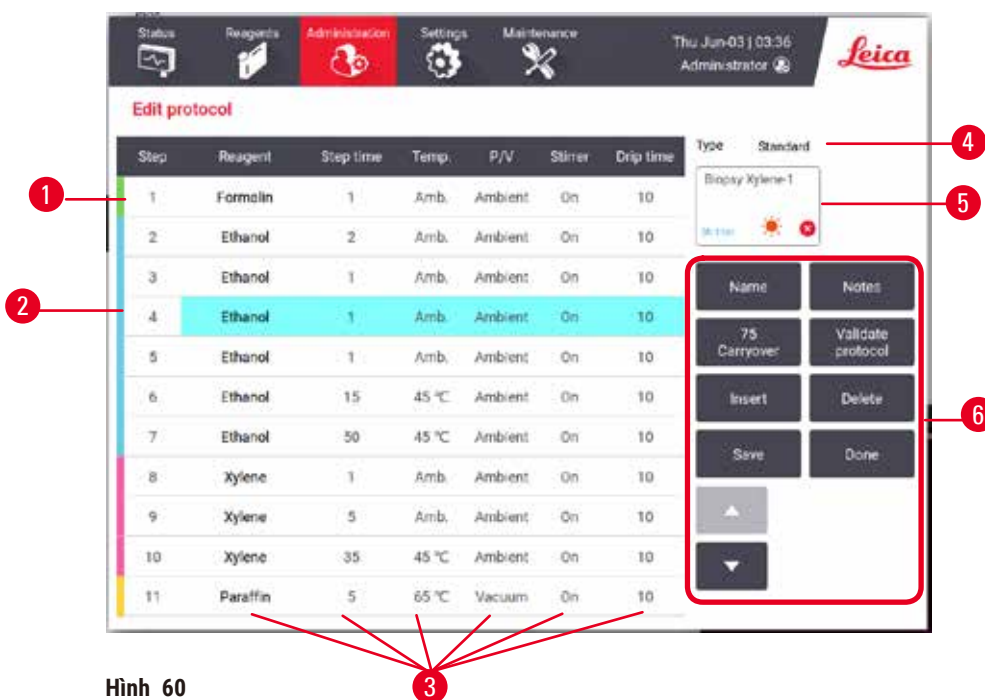 Status Reagents Administration Settings Maintenance
Thu Jun-03 | 03:36
Administrator
Leica
Edit protocol
Step Reagent Step time Temp. P/V Stirrer Drip time
1 Formalin 1 Amb. Ambient On 10
2 Ethanol 2 Amb. Ambient On 10
3 Ethanol 1 Amb. Ambient On 10
4 Ethanol 1 Amb. Ambient On 10
5 Ethanol 1 Amb. Ambient On 10
6 Ethanol 15 45 °C Ambient On 10
7 Ethanol 50 45 °C Ambient On 10
8 Xylene 1 Amb. Ambient On 10
9 Xylene 5 Amb. Ambient On 10
10 Xylene 35 45 °C Ambient On 10
11 Paraffin 5 65 °C Vacuum On 10
Type Standard
Biopsy Xylene-1
Name Notes
75 Carryover
Validate protocol
Insert Delete
Save Done
1
2
3
4
5
6
Hình 60